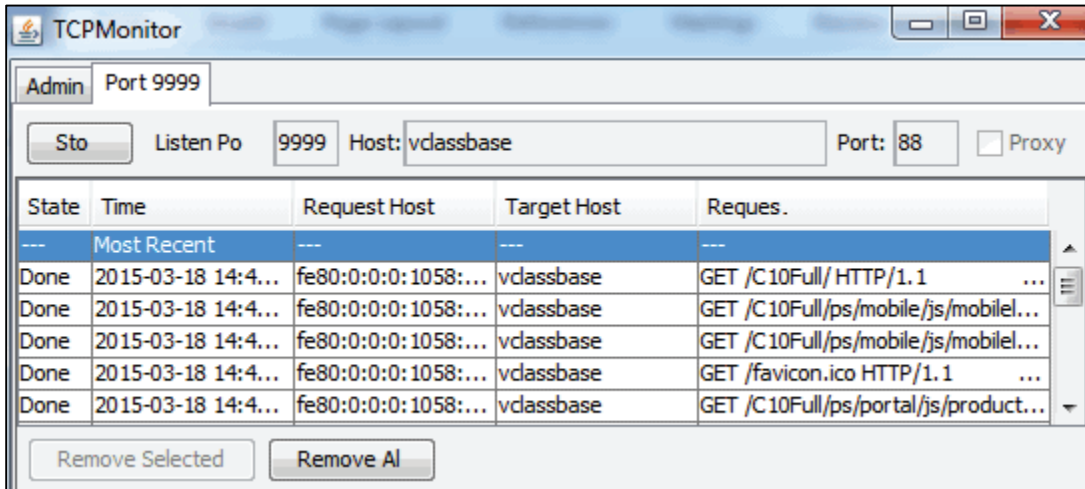 TCPMonitor
Admin Port 9999
Sto Listen Po 9999 Host: vclassbase Port: 88 Proxy
State Time Request Host Target Host Reques.
--- Most Recent --- --- ---
Done 2015-03-18 14:4... fe80:0:0:0:1058:... vclassbase GET /C10Full/ HTTP/1.1 ...
Done 2015-03-18 14:4... fe80:0:0:0:1058:... vclassbase GET /C10Full/ps/mobile/js/mobilel...
Done 2015-03-18 14:4... fe80:0:0:0:1058:... vclassbase GET /C10Full/ps/mobile/js/mobilel...
Done 2015-03-18 14:4... fe80:0:0:0:1058:... vclassbase GET /favicon.ico HTTP/1.1 ...
Done 2015-03-18 14:4... fe80:0:0:0:1058:... vclassbase GET /C10Full/ps/portal/js/product...
Remove Selected Remove Al